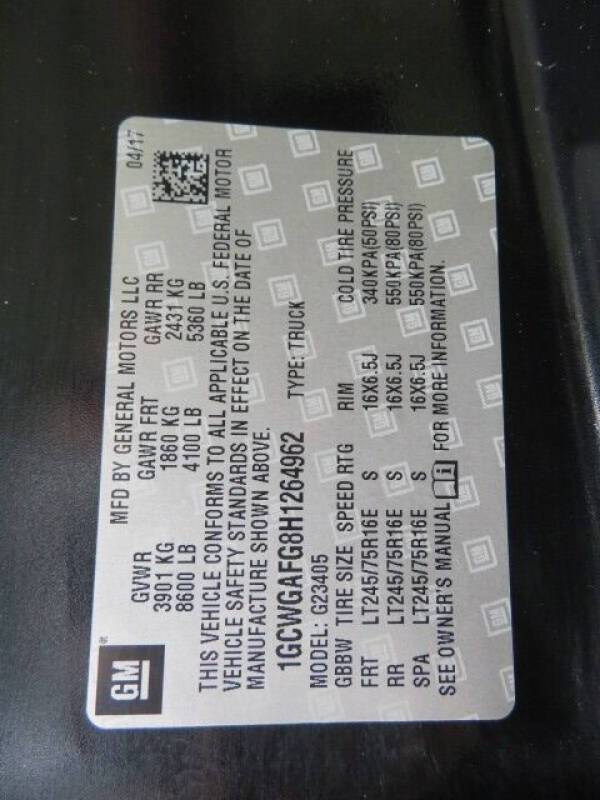 GM®
MFD BY GENERAL MOTORS LLC 04/17
GVWR GAWR FRT GAWR RR
3901 KG 1860 KG 2431 KG
8600 LB 4100 LB 5360 LB
THIS VEHICLE CONFORMS TO ALL APPLICABLE U.S. FEDERAL MOTOR
VEHICLE SAFETY STANDARDS IN EFFECT ON THE DATE OF
MANUFACTURE SHOWN ABOVE.
1GCWGAFG8H1264962 TYPE: TRUCK
MODEL: G23405
GBBW TIRE SIZE SPEED RTG RIM COLD TIRE PRESSURE
FRT LT245/75R16E S 16X6.5J 340KPA(50PSI)
RR LT245/75R16E S 16X6.5J 550KPA(80PSI)
SPA LT245/75R16E S 16X6.5J 550KPA(80PSI)
SEE OWNER'S MANUAL i FOR MORE INFORMATION.